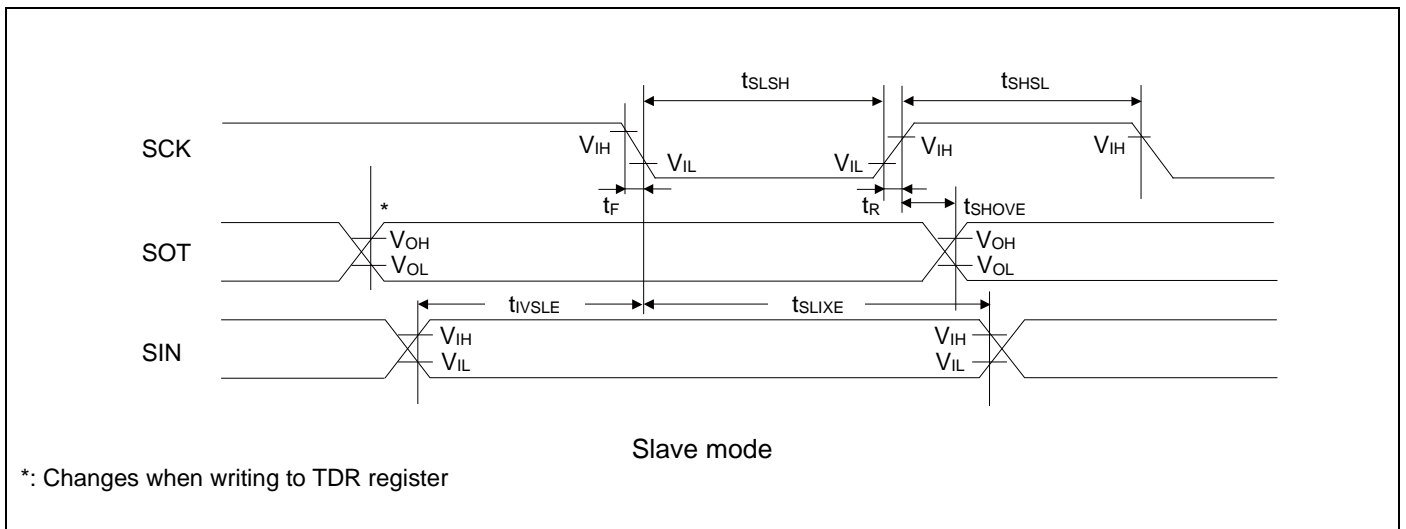 tSLSH tSHSL
SCK VIH VIL VIL VIH VIH
tF tR tSHOVE
*
SOT VOH VOL VOH VOL
tIVSLE tSLIXE
SIN VIH VIL VIH VIL
Slave mode
*: Changes when writing to TDR register